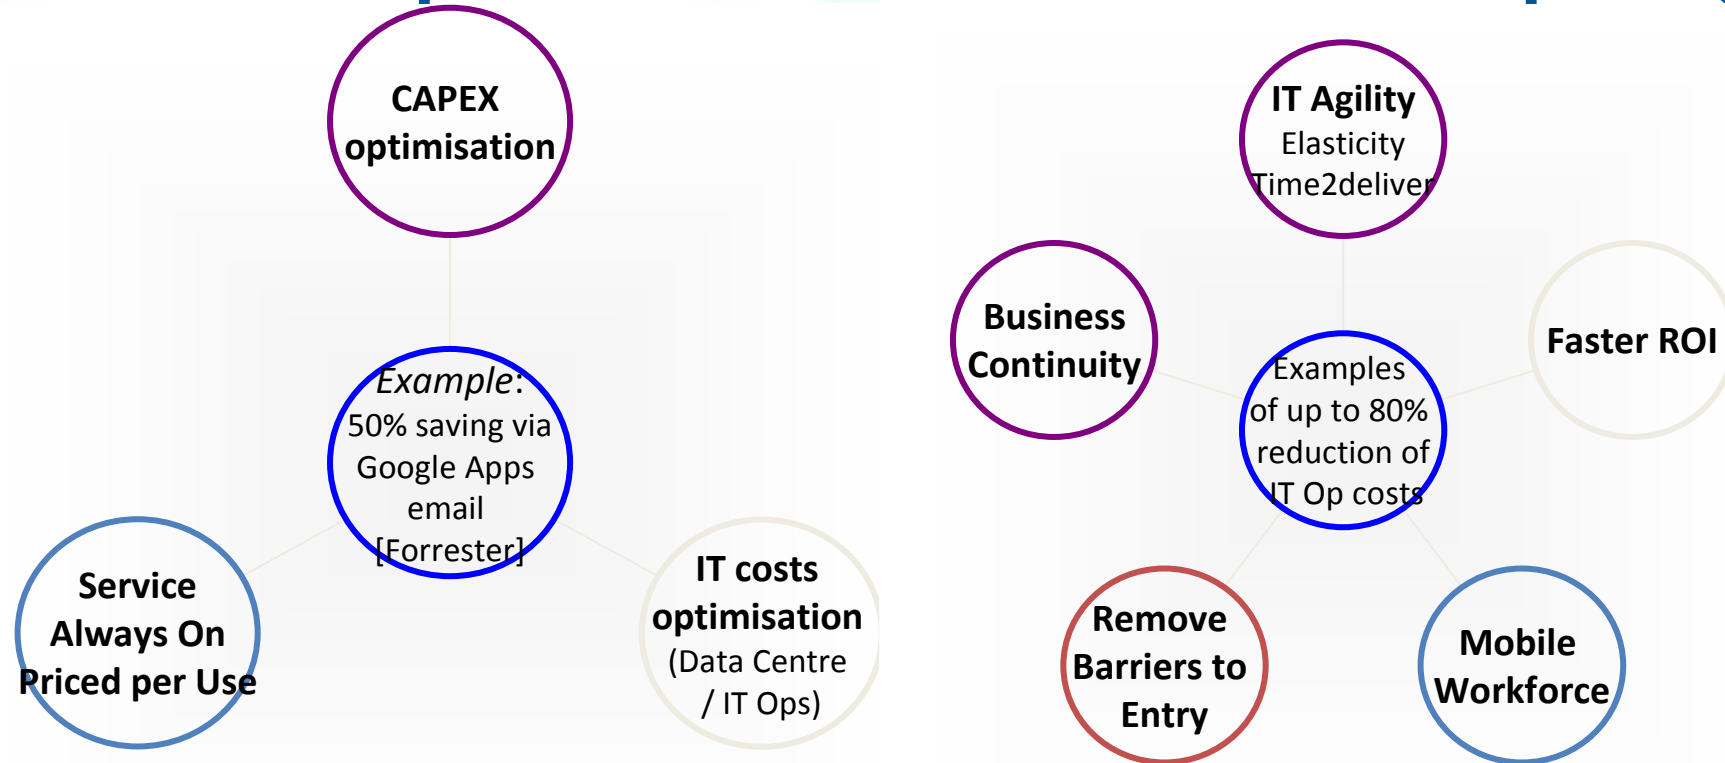 CAPEX
optimisation
Example:
50% saving via
Google Apps
email
[Forrester]
Service
Always On
Priced per Use
IT costs
optimisation
(Data Centre
/ IT Ops)
IT Agility
Elasticity
Time2deliver
Business
Continuity
Faster ROI
Examples
of up to 80%
reduction of
IT Op costs
Remove
Barriers to
Entry
Mobile
Workforce